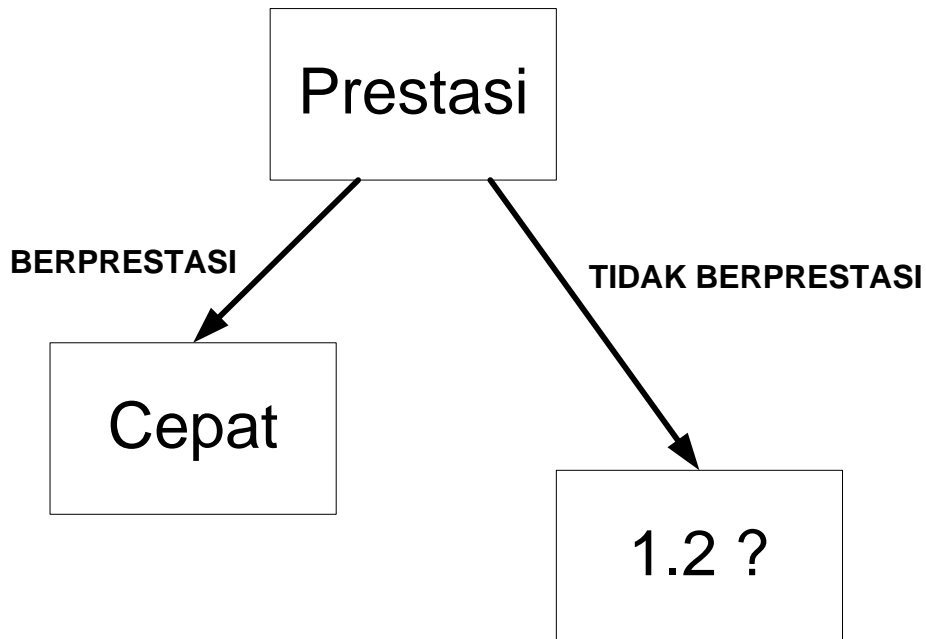 Prestasi
BERPRESTASI
TIDAK BERPRESTASI
Cepat
1.2 ?